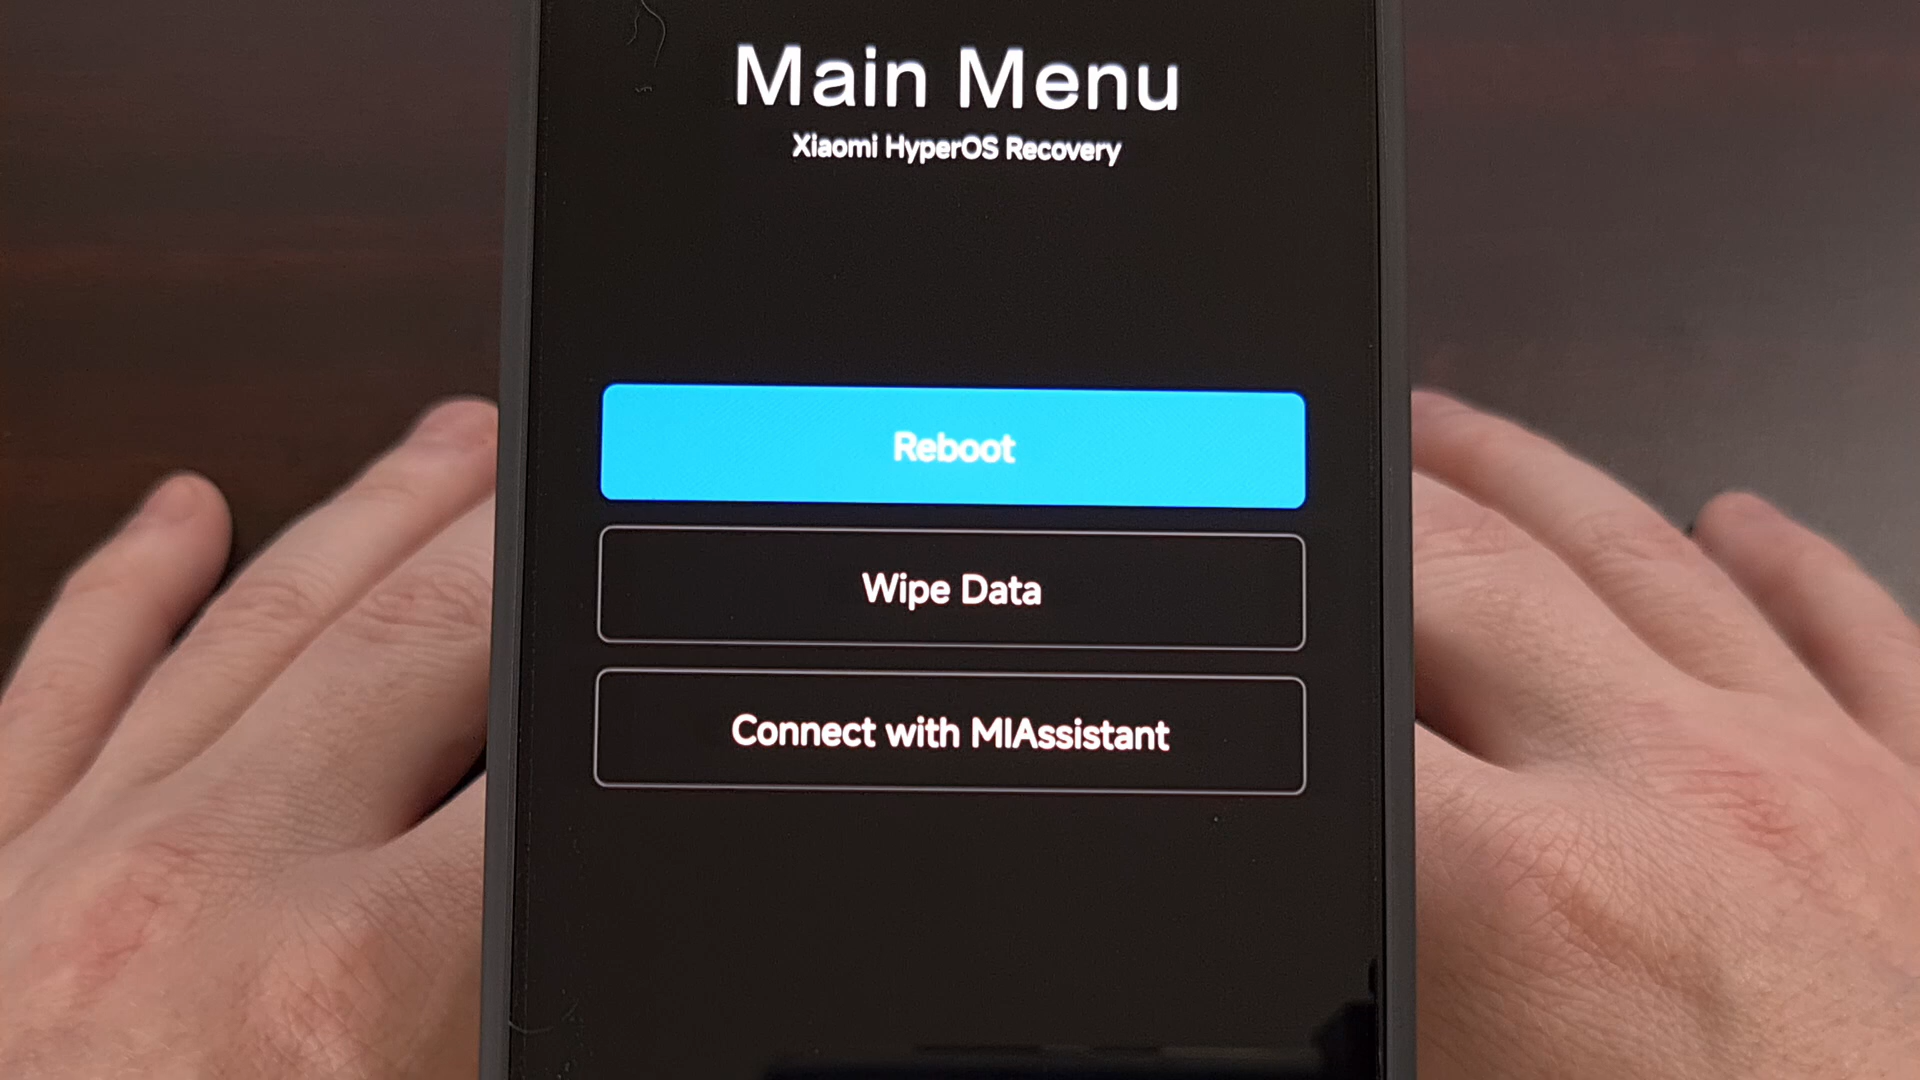 Main Menu
Xiaomi HyperOS Recovery
Reboot
Wipe Data
Connect with MIAssistant